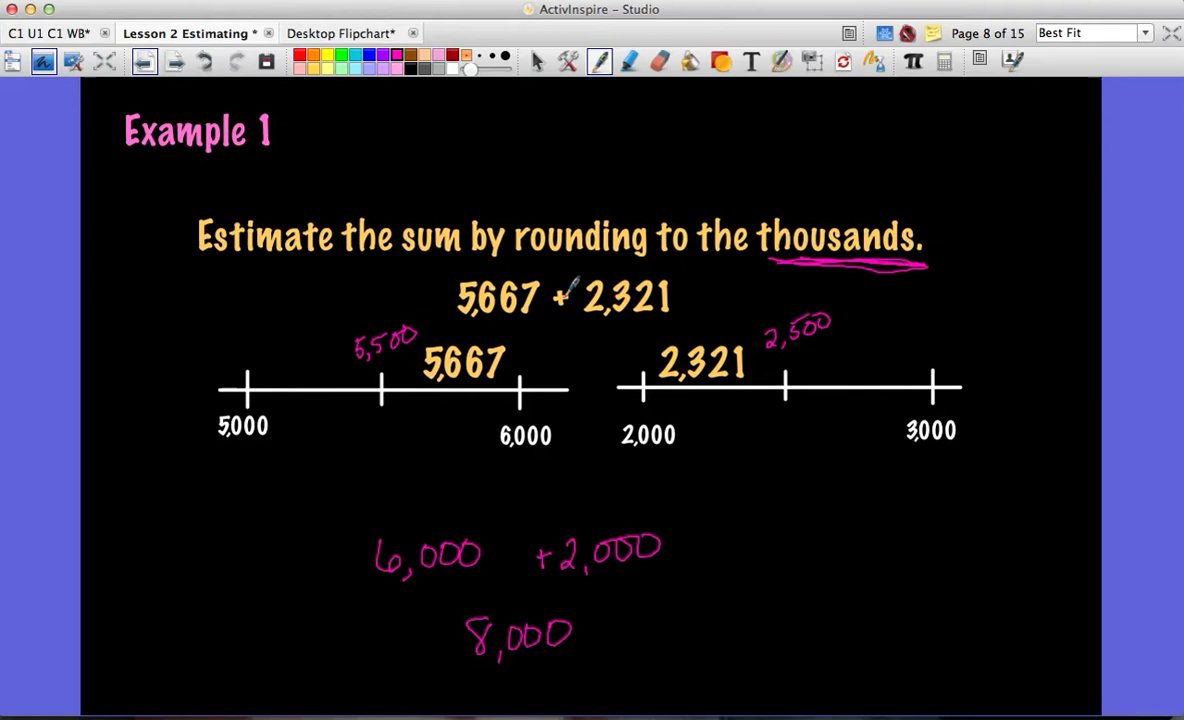 ActivInspire - Studio
C1 U1 C1 WB*
Lesson 2 Estimating *
Desktop Flipchart*
Page 8 of 15
Best Fit
Example 1
Estimate the sum by rounding to the thousands.
5,667 + 2,321
5,500
5,667
2,321
2,500
5,000
6,000
2,000
3,000
6,000 + 2,000
8,000